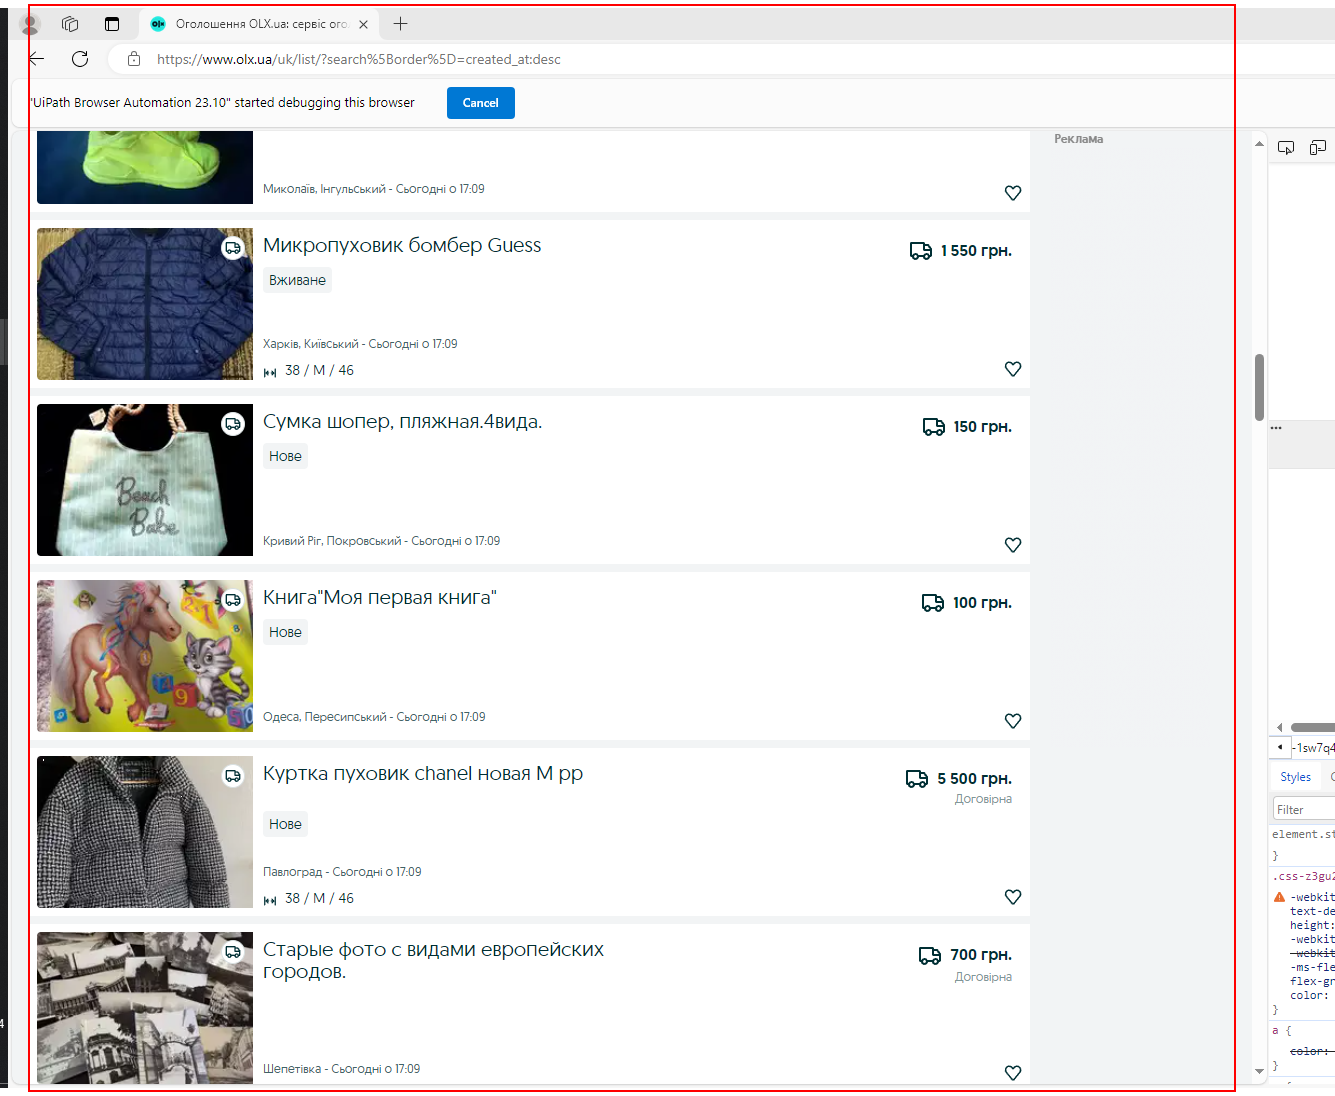 Оголошення OLX.ua: сервіс ого
https://www.olx.ua/uk/list/?search%5Border%5D=created_at:desc
"UiPath Browser Automation 23.10" started debugging this browser
Cancel
Реклама
Миколаїв, Інгульський - Сьогодні о 17:09
Микропуховик бомбер Guess
1 550 грн.
Вживане
Харків, Київський - Сьогодні о 17:09
38 / M / 46
Сумка шопер, пляжная.4вида.
150 грн.
Нове
Beach
Babe
Кривий Ріг, Покровський - Сьогодні о 17:09
Книга"Моя первая книга"
100 грн.
Нове
Одеса, Пересипський - Сьогодні о 17:09
Куртка пуховик chanel новая М рр
5 500 грн.
Договірна
Нове
Павлоград - Сьогодні о 17:09
38 / M / 46
Старые фото с видами европейских
городов.
700 грн.
Договірна
Шепетівка - Сьогодні о 17:09
-1sw7q4
Styles
Filter
element.st
}
.css-z3gu2
-webkit
text-de
height:
-webkit
-webkit
-ms-fle
flex-gr
color:
}
a {
color:
}